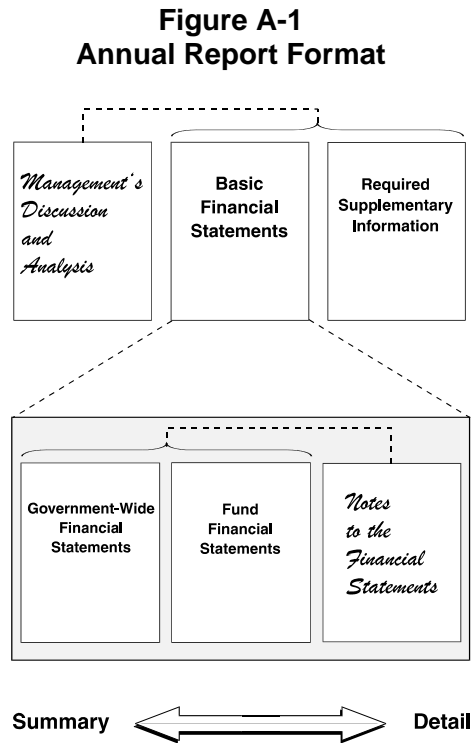 Figure A-1
Annual Report Format
Management's
Discussion
and
Analysis
Basic
Financial
Statements
Required
Supplementary
Information
Government-Wide
Financial
Statements
Fund
Financial
Statements
Notes
to the
Financial
Statements
Summary
Detail